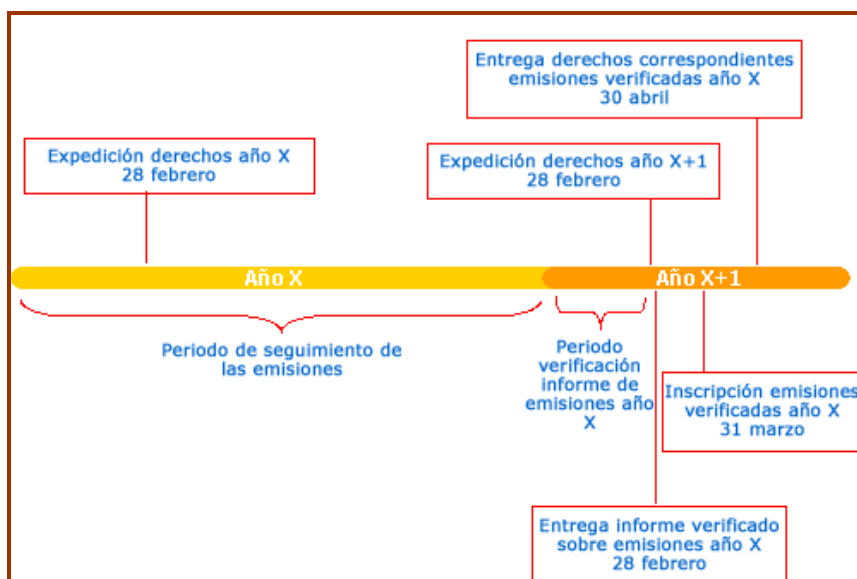 Entrega derechos correspondientes
emisiones verificadas año X
30 abril
Expedición derechos año X
28 febrero
Expedición derechos año X+1
28 febrero
Año X
Año X+1
Periodo de seguimiento de
las emisiones
Periodo
verificación
informe de
emisiones año
X
Inscripción emisiones
verificadas año X
31 marzo
Entrega informe verificado
sobre emisiones año X
28 febrero